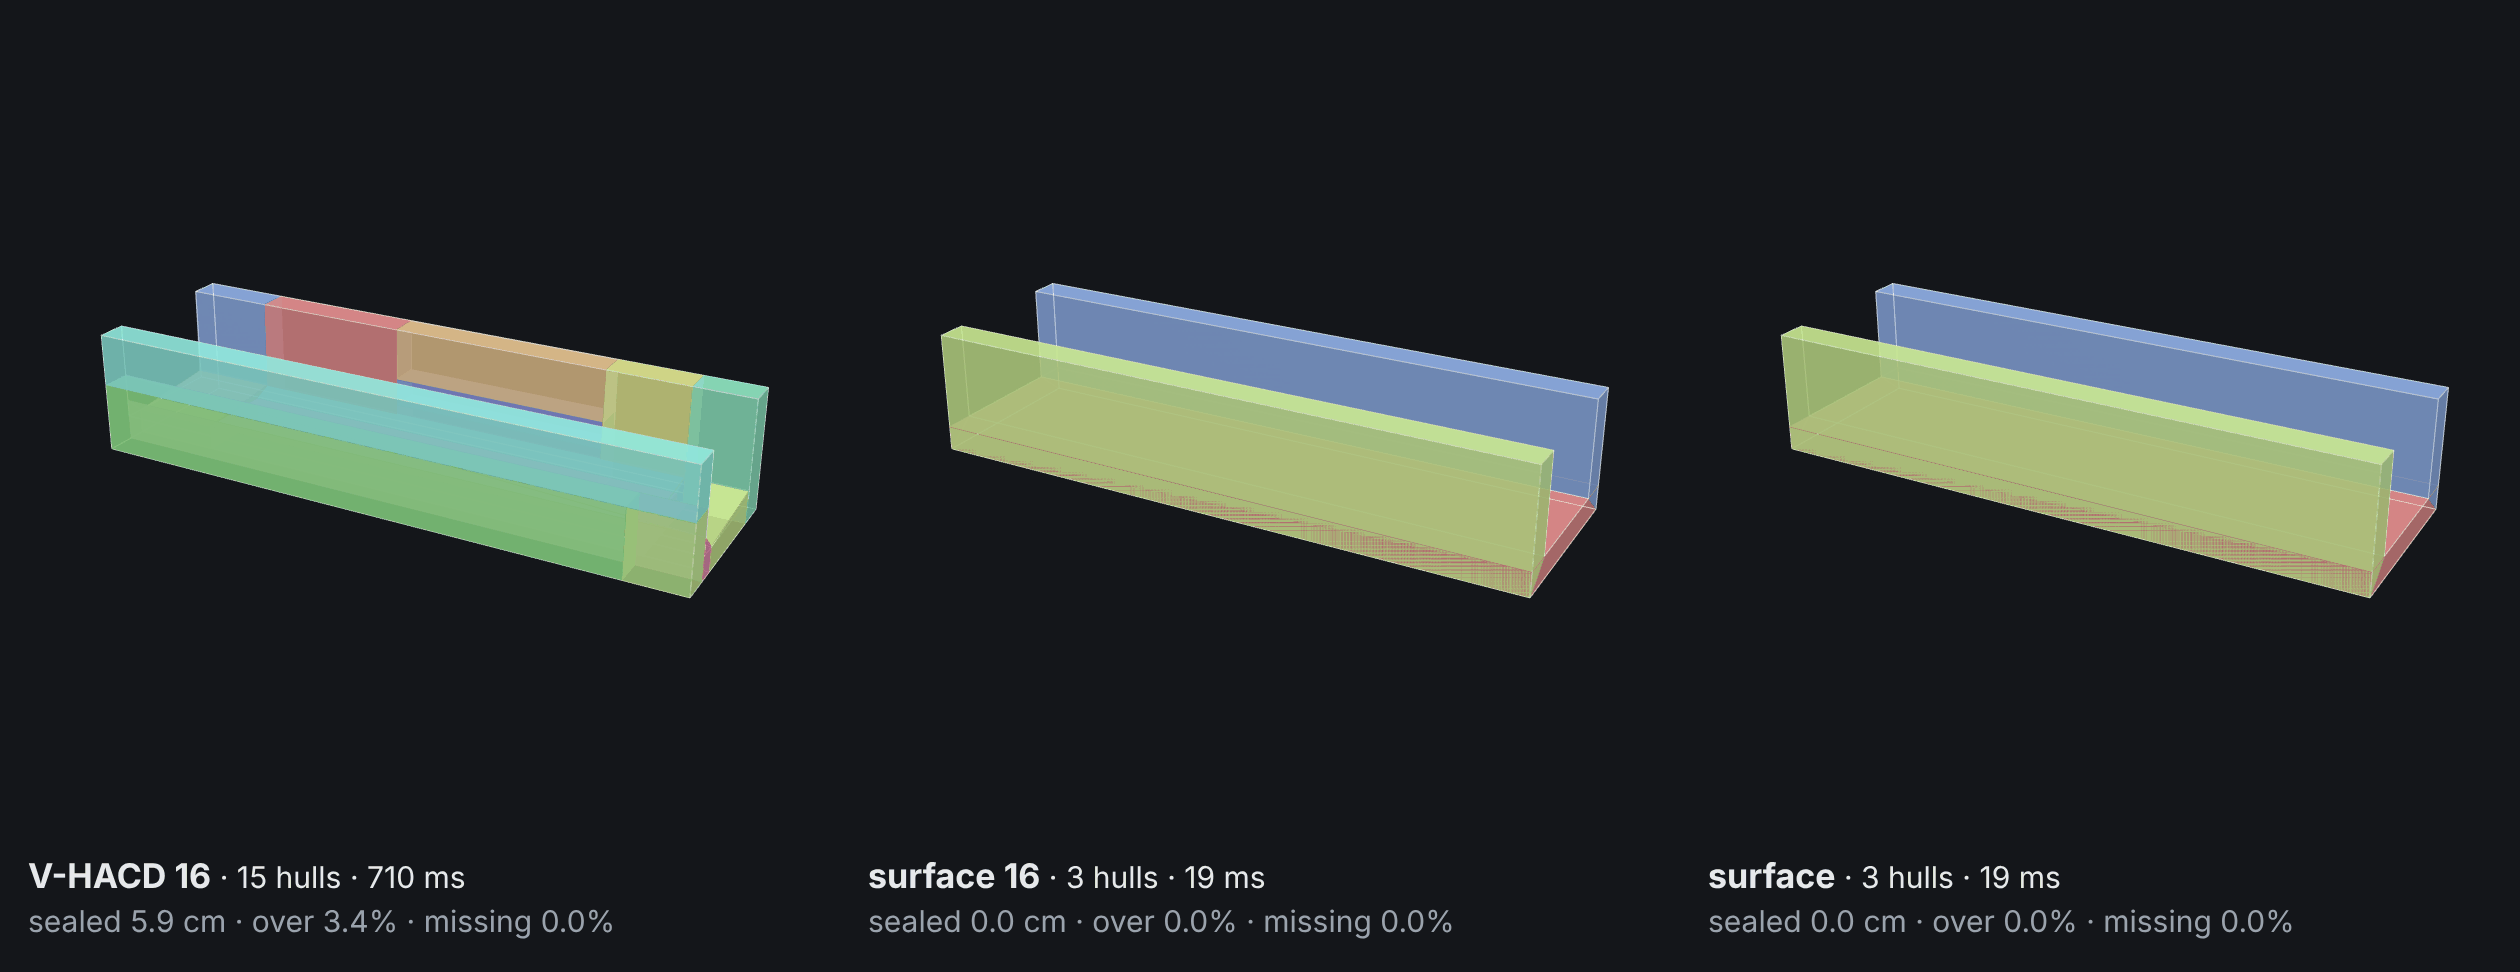 V-HACD 16 · 15 hulls · 710 ms
sealed 5.9 cm · over 3.4% · missing 0.0%
surface 16 · 3 hulls · 19 ms
sealed 0.0 cm · over 0.0% · missing 0.0%
surface · 3 hulls · 19 ms
sealed 0.0 cm · over 0.0% · missing 0.0%